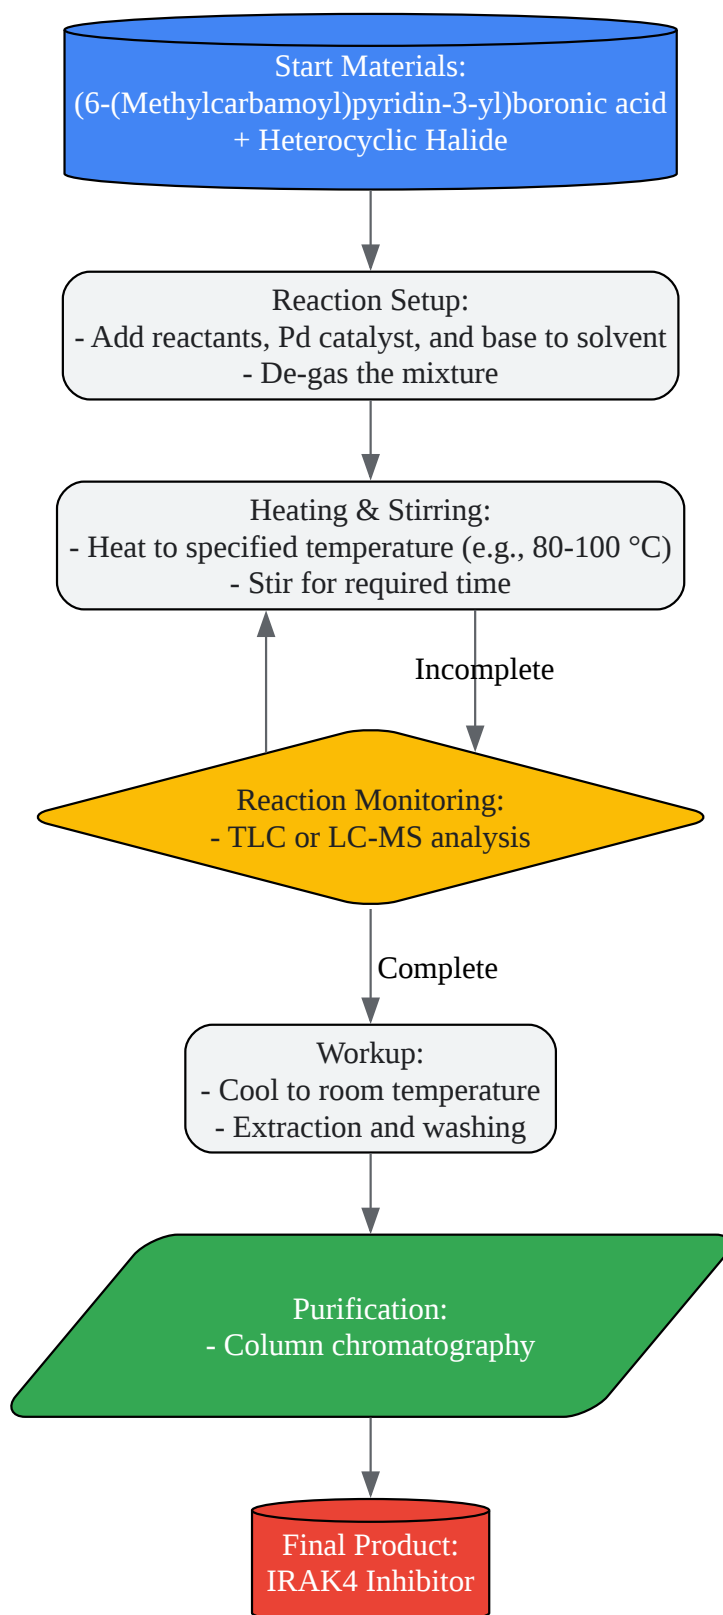 Start Materials:
(6-(Methylcarbamoyl)pyridin-3-yl)boronic acid
+ Heterocyclic Halide
Reaction Setup:
- Add reactants, Pd catalyst, and base to solvent
- De-gas the mixture
Heating & Stirring:
- Heat to specified temperature (e.g., 80-100 °C)
- Stir for required time
Incomplete
Reaction Monitoring:
- TLC or LC-MS analysis
Complete
Workup:
- Cool to room temperature
- Extraction and washing
Purification:
- Column chromatography
Final Product:
IRAK4 Inhibitor